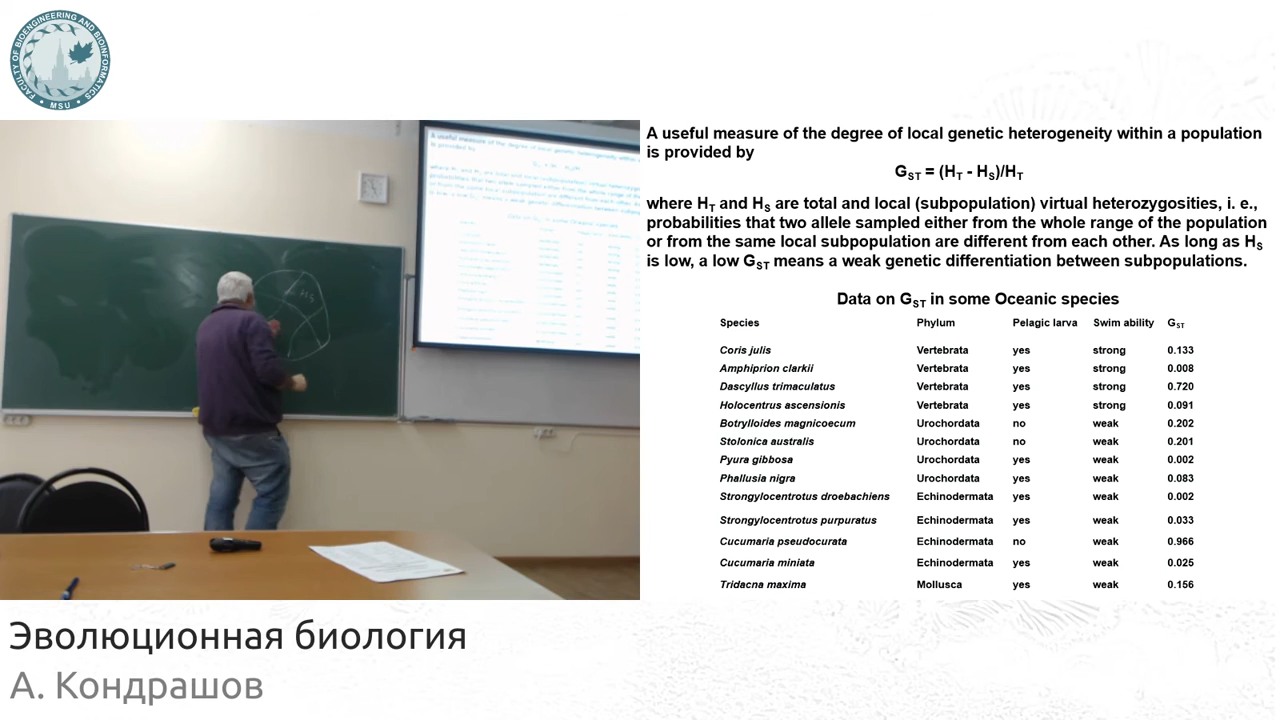 FACULTY OF BIOENGINEERING AND BIOINFORMATICS
• MSU •
A useful measure of the degree of local genetic heterogeneity within a population
is provided by
G_ST = (H_T - H_S)/H_T
where H_T and H_S are total and local (subpopulation) virtual heterozygosities, i. e.,
probabilities that two allele sampled either from the whole range of the population
or from the same local subpopulation are different from each other. As long as H_S
is low, a low G_ST means a weak genetic differentiation between subpopulations.
Data on G_ST in some Oceanic species
Species Phylum Pelagic larva Swim ability G_ST
Coris julis Vertebrata yes strong 0.133
Amphiprion clarkii Vertebrata yes strong 0.008
Dascyllus trimaculatus Vertebrata yes strong 0.720
Holocentrus ascensionis Vertebrata yes strong 0.091
Botrylloides magnicoecum Urochordata no weak 0.202
Stolonica australis Urochordata no weak 0.201
Pyura gibbosa Urochordata yes weak 0.002
Phallusia nigra Urochordata yes weak 0.083
Strongylocentrotus droebachiens Echinodermata yes weak 0.002
Strongylocentrotus purpuratus Echinodermata yes weak 0.033
Cucumaria pseudocurata Echinodermata no weak 0.966
Cucumaria miniata Echinodermata yes weak 0.025
Tridacna maxima Mollusca yes weak 0.156
Эволюционная биология
А. Кондрашов